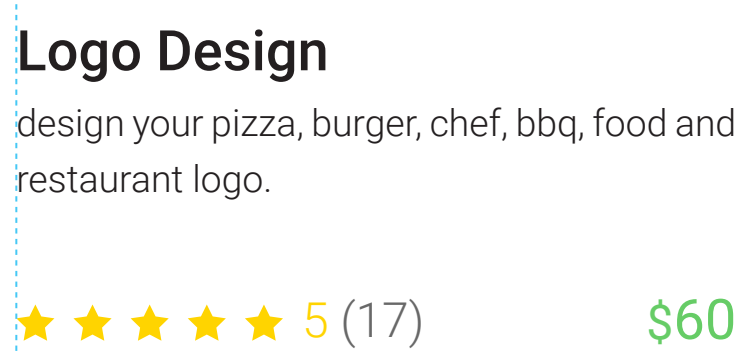 Logo Design
design your pizza, burger, chef, bbq, food and
restaurant logo.
5 (17) $60